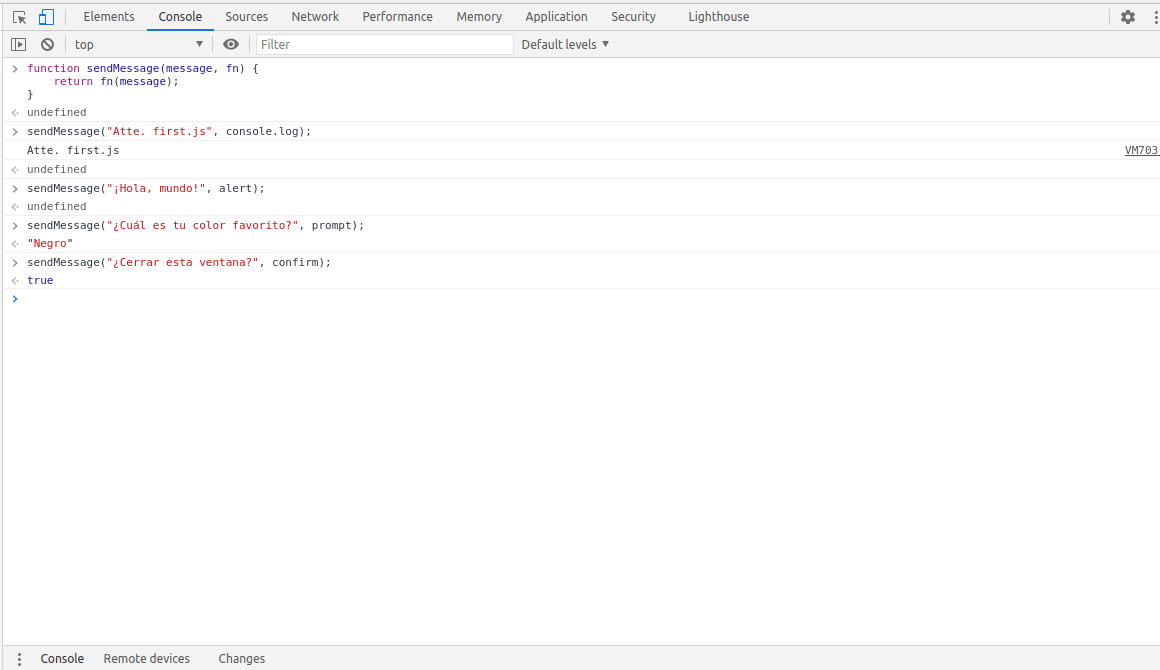 Elements Console Sources Network Performance Memory Application Security Lighthouse
top Filter Default levels
function sendMessage(message, fn) {
    return fn(message);
}
undefined
sendMessage("Atte. first.js", console.log);
Atte. first.js VM703
undefined
sendMessage("¡Hola, mundo!", alert);
undefined
sendMessage("¿Cuál es tu color favorito?", prompt);
"Negro"
sendMessage("¿Cerrar esta ventana?", confirm);
true
Console Remote devices Changes